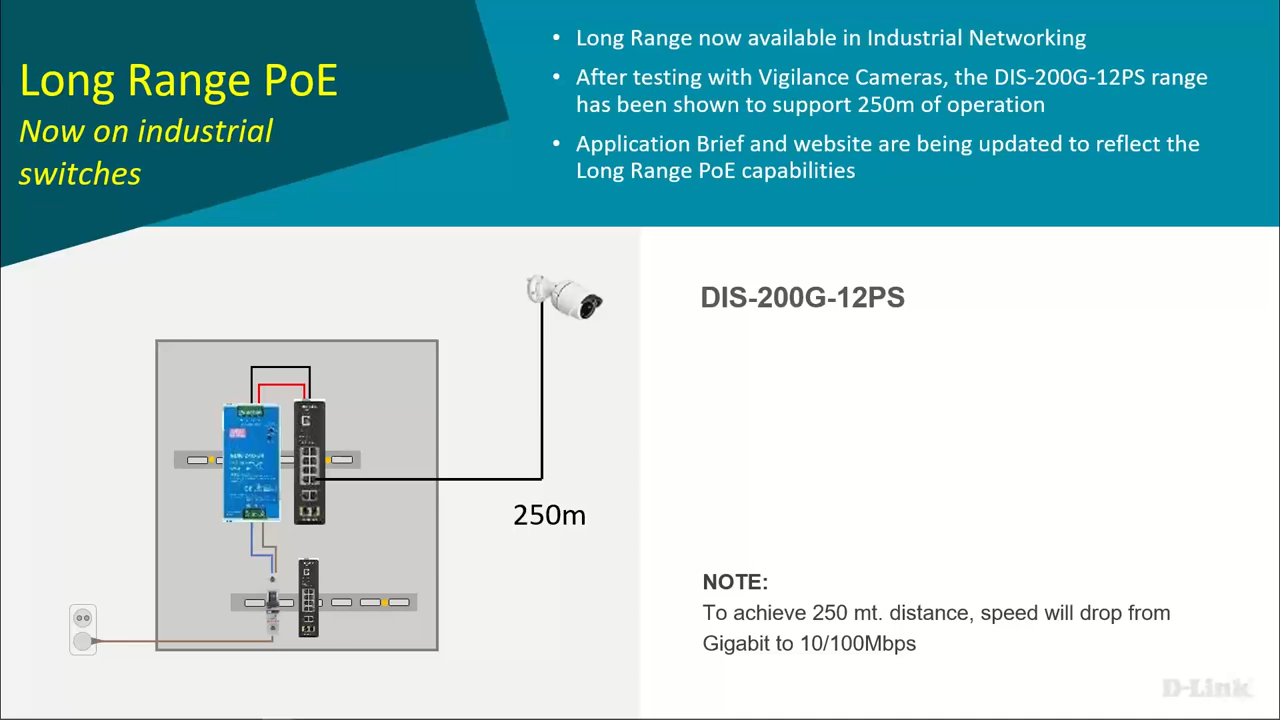 Long Range PoE
Now on industrial
switches
• Long Range now available in Industrial Networking
• After testing with Vigilance Cameras, the DIS-200G-12PS range
has been shown to support 250m of operation
• Application Brief and website are being updated to reflect the
Long Range PoE capabilities
DIS-200G-12PS
250m
NOTE:
To achieve 250 mt. distance, speed will drop from
Gigabit to 10/100Mbps
D-Link